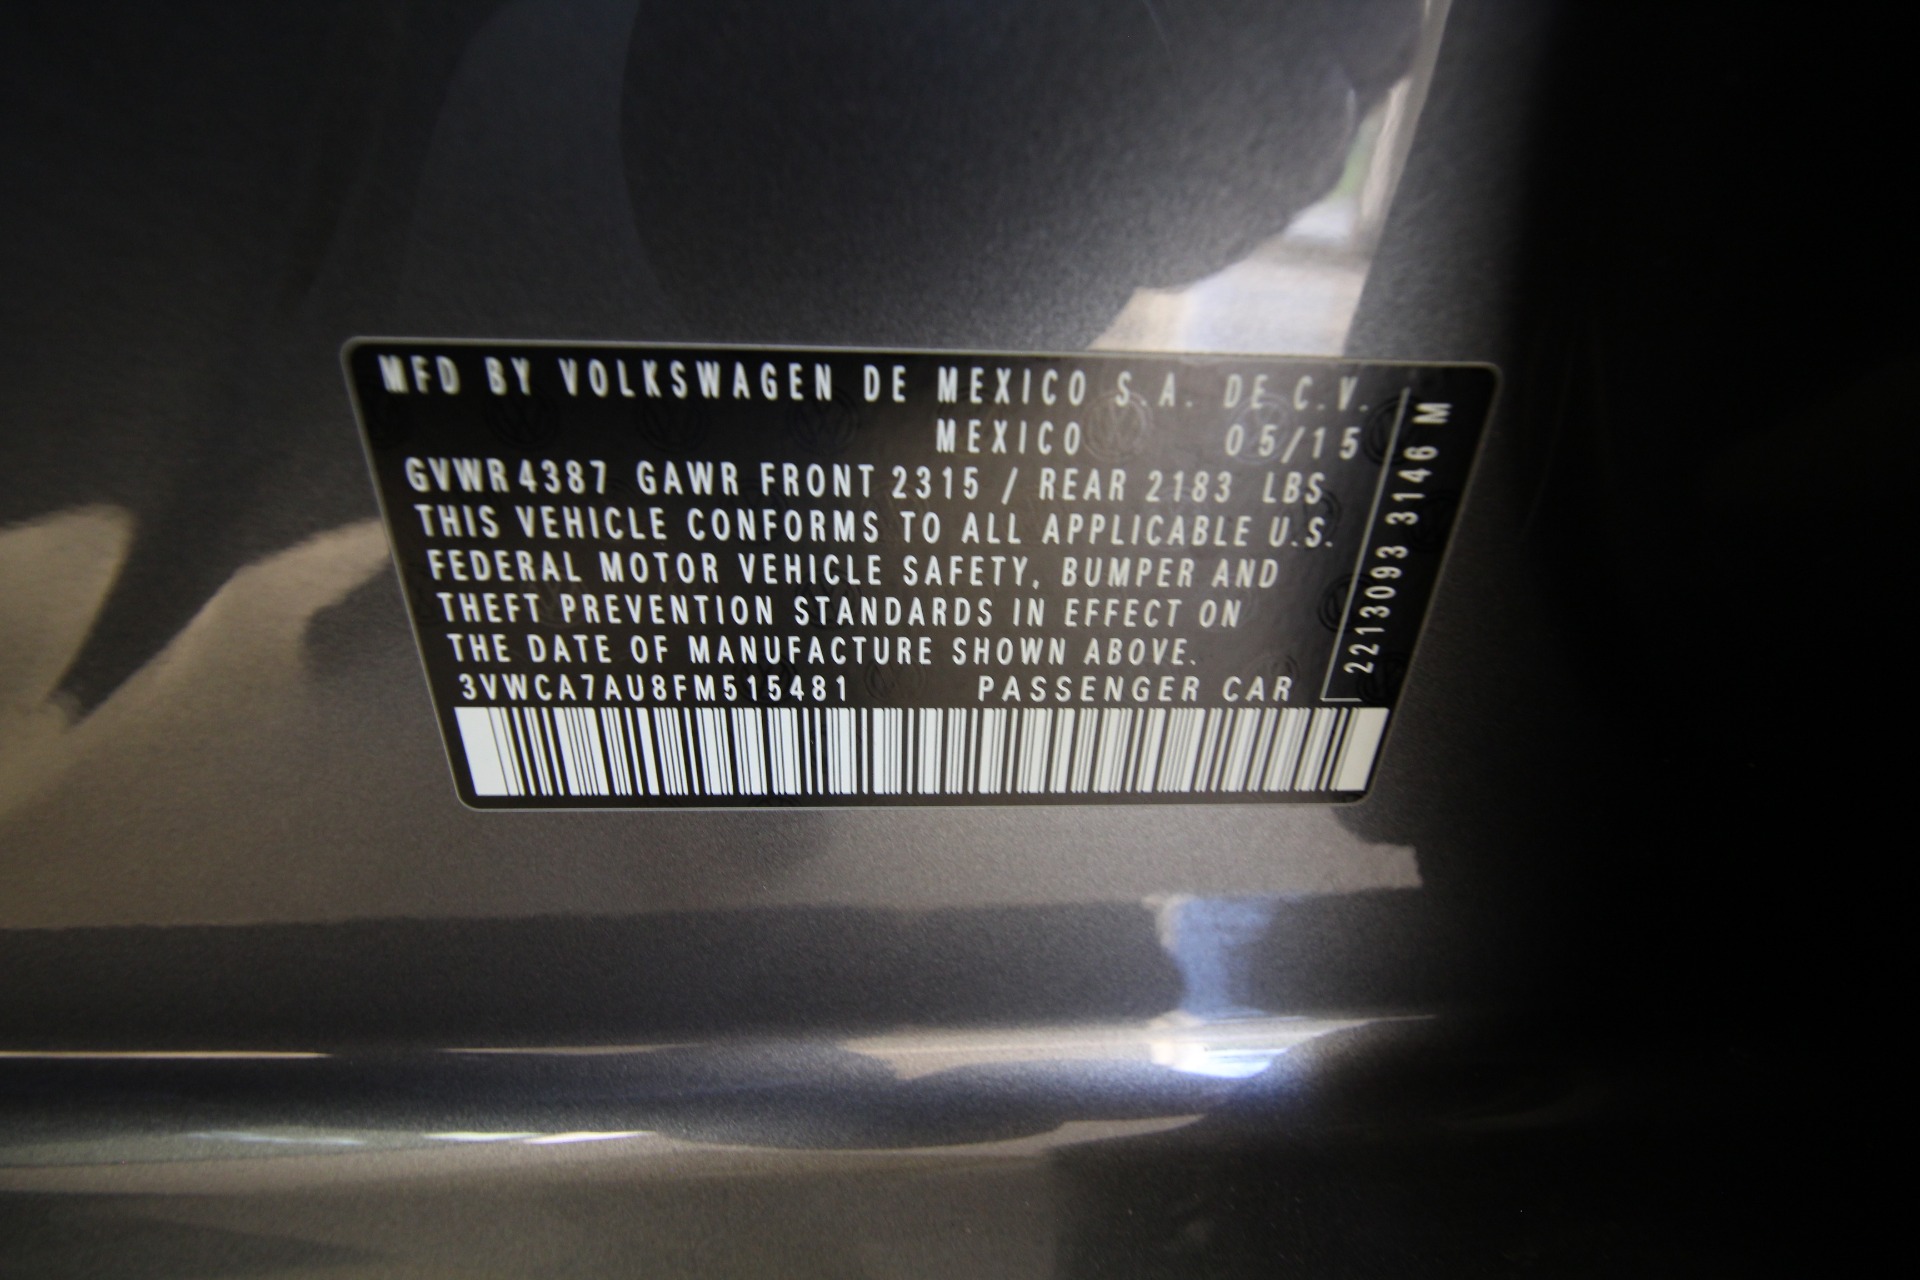 MFD BY VOLKSWAGEN DE MEXICO S.A. DE C.V.
MEXICO 05/15
GVWR 4387 GAWR FRONT 2315 / REAR 2183 LBS
THIS VEHICLE CONFORMS TO ALL APPLICABLE U.S.
FEDERAL MOTOR VEHICLE SAFETY, BUMPER AND
THEFT PREVENTION STANDARDS IN EFFECT ON
THE DATE OF MANUFACTURE SHOWN ABOVE.
3VWCA7AU8FM515481 PASSENGER CAR
2213093 3146 M